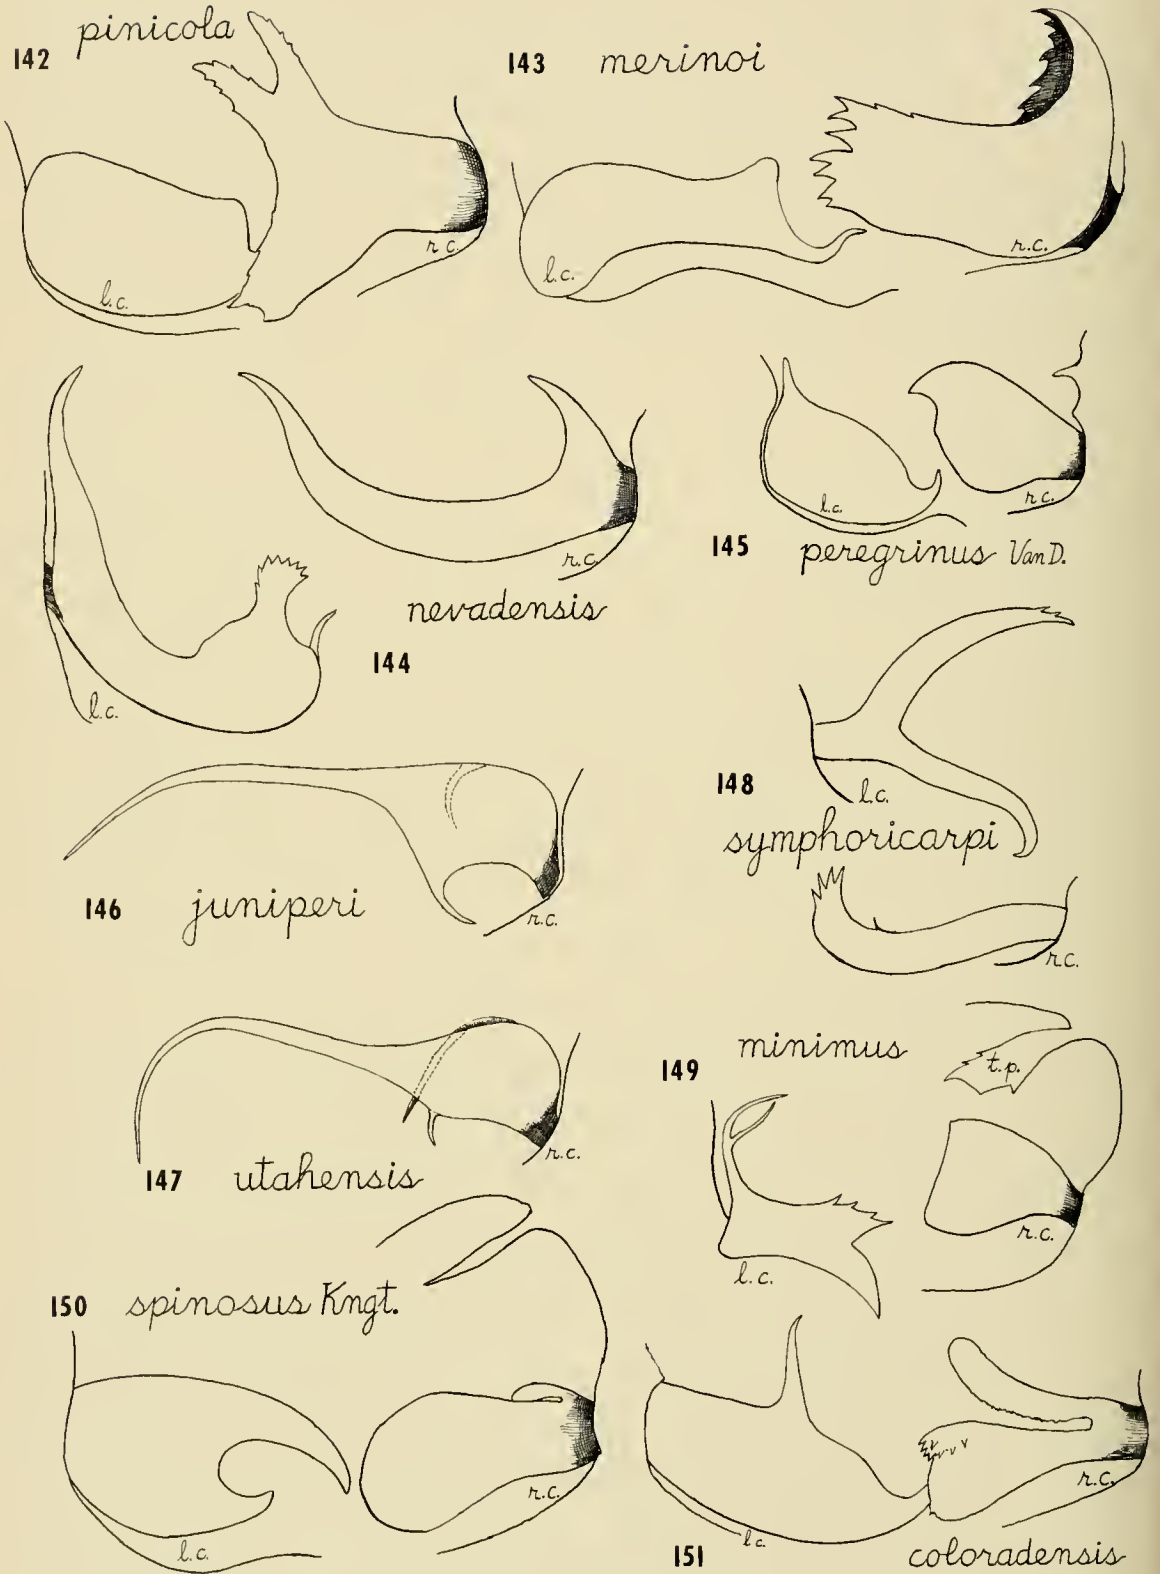 142 pinicola
r.c.
l.c.
143 merinoi
r.c.
l.c.
nevadensis
144
r.c.
l.c.
145 peregrinus Van D.
l.c.
r.c.
146 juniperi
r.c.
148
l.c.
symphoricarpi
r.c.
147 utahensis
r.c.
149 minimus
t.p.
r.c.
l.c.
150 spinosus Kngt.
r.c.
l.c.
151 coloradensis
l.c.
r.c.